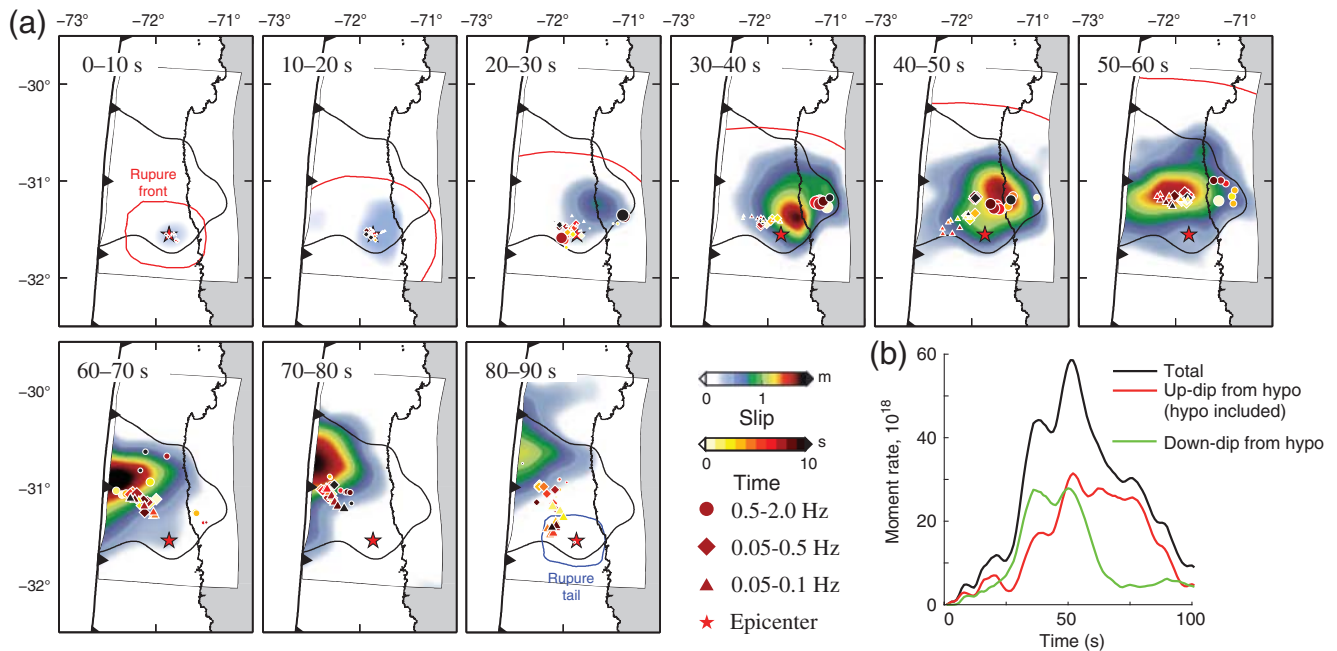 (a)
−73° −72° −71° −73° −72° −71° −73° −72° −71° −73° −72° −71° −73° −72° −71° −73° −72° −71°
0–10 s
10–20 s
20–30 s
30–40 s
40–50 s
50–60 s
−30°
−31°
−32°
Rupure
front
60–70 s
70–80 s
80–90 s
−30°
−31°
−32°
Rupure
tail
m
0 1
Slip
s
0 10
Time
0.5-2.0 Hz
0.05-0.5 Hz
0.05-0.1 Hz
Epicenter
(b)
Moment rate, 10^18
60
40
20
0
0 50 100
Time (s)
Total
Up-dip from hypo
(hypo included)
Down-dip from hypo